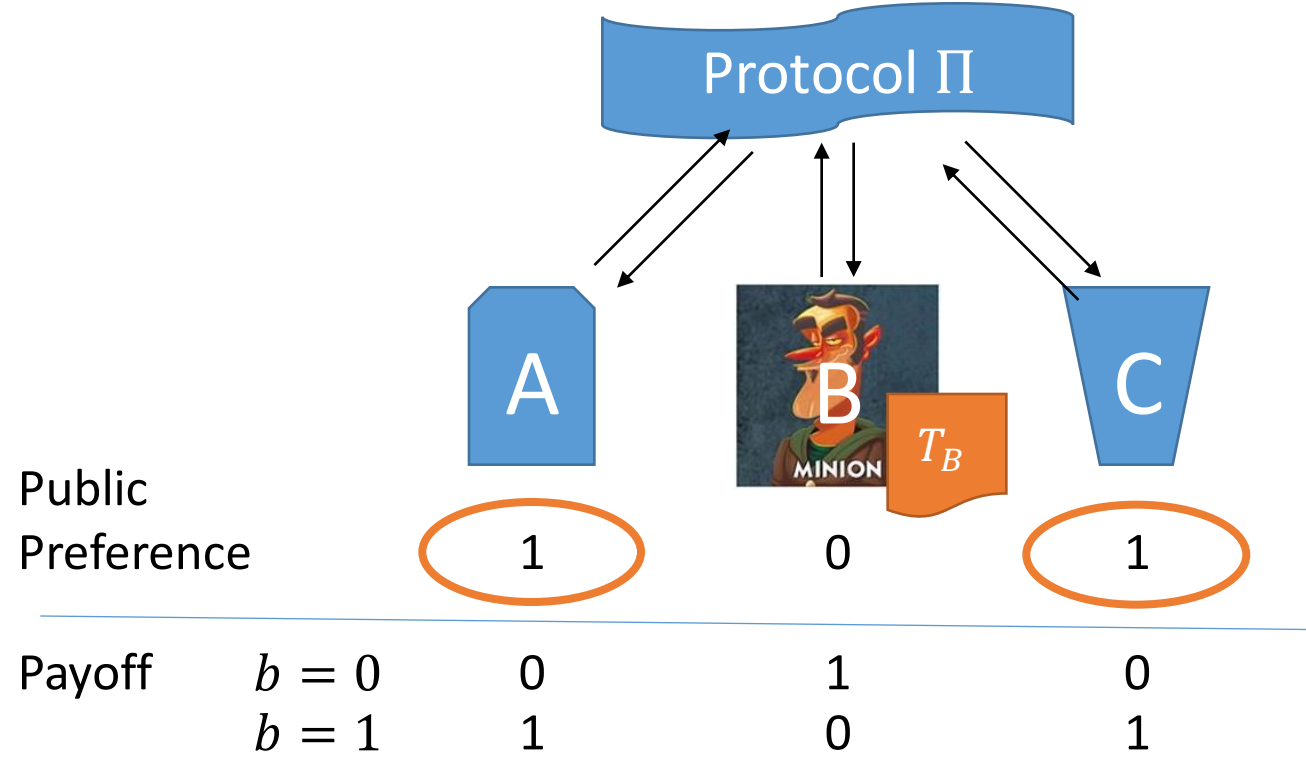 Protocol Π
A B C
MINION
T_B
Public
Preference 1 0 1
Payoff b = 0 0 1 0
b = 1 1 0 1